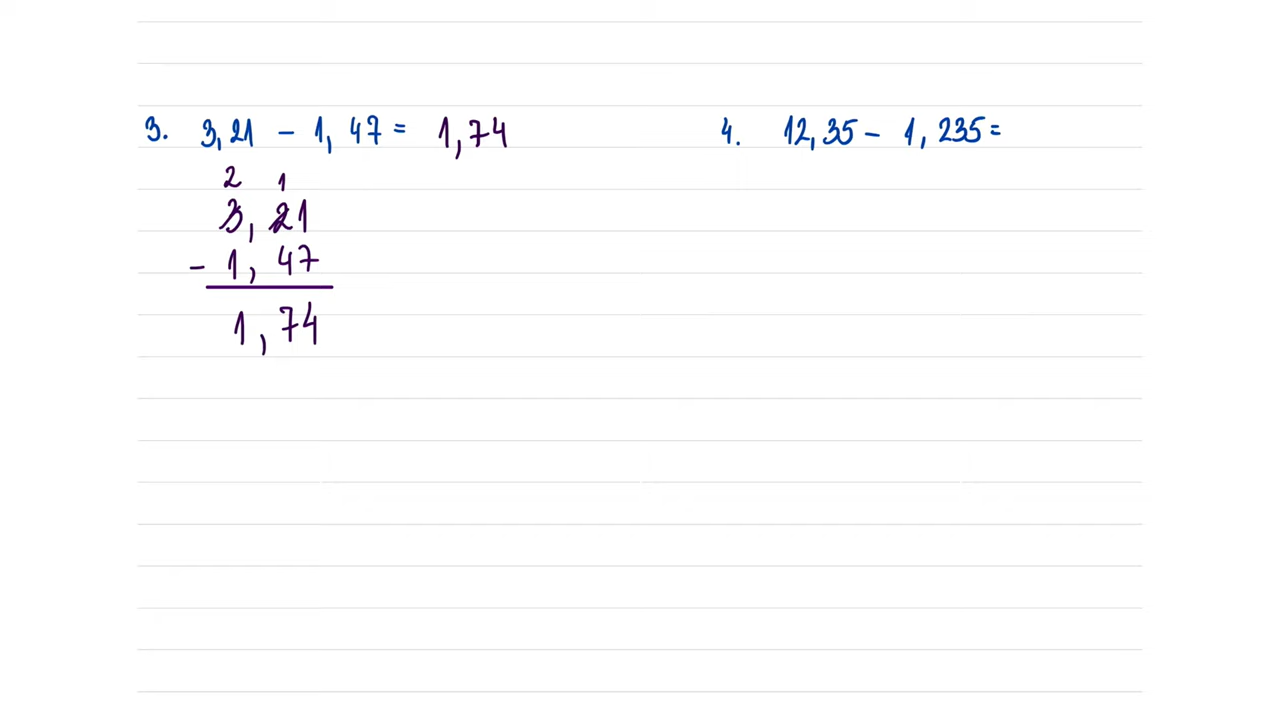 3. 3,21 - 1,47 = 1,74
2 1
3,21
- 1,47
1,74
4. 12,35 - 1,235 =